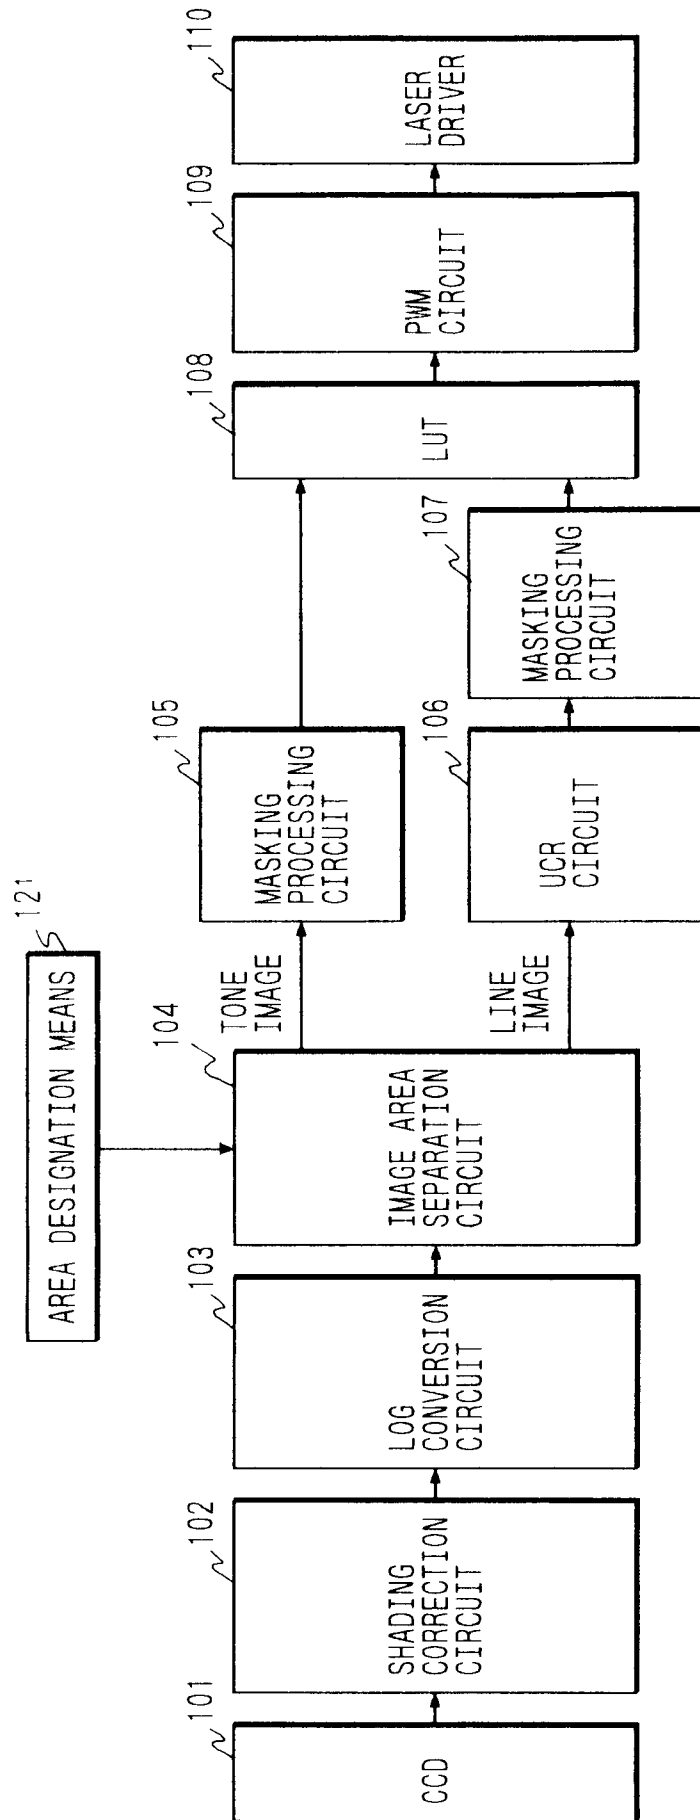 AREA DESIGNATION MEANS
121
101
CCD
102
SHADING
CORRECTION
CIRCUIT
103
LOG
CONVERSION
CIRCUIT
104
IMAGE AREA
SEPARATION
CIRCUIT
TONE
IMAGE
LINE
IMAGE
105
MASKING
PROCESSING
CIRCUIT
106
UCR
CIRCUIT
107
MASKING
PROCESSING
CIRCUIT
108
LUT
109
PWM
CIRCUIT
110
LASER
DRIVER